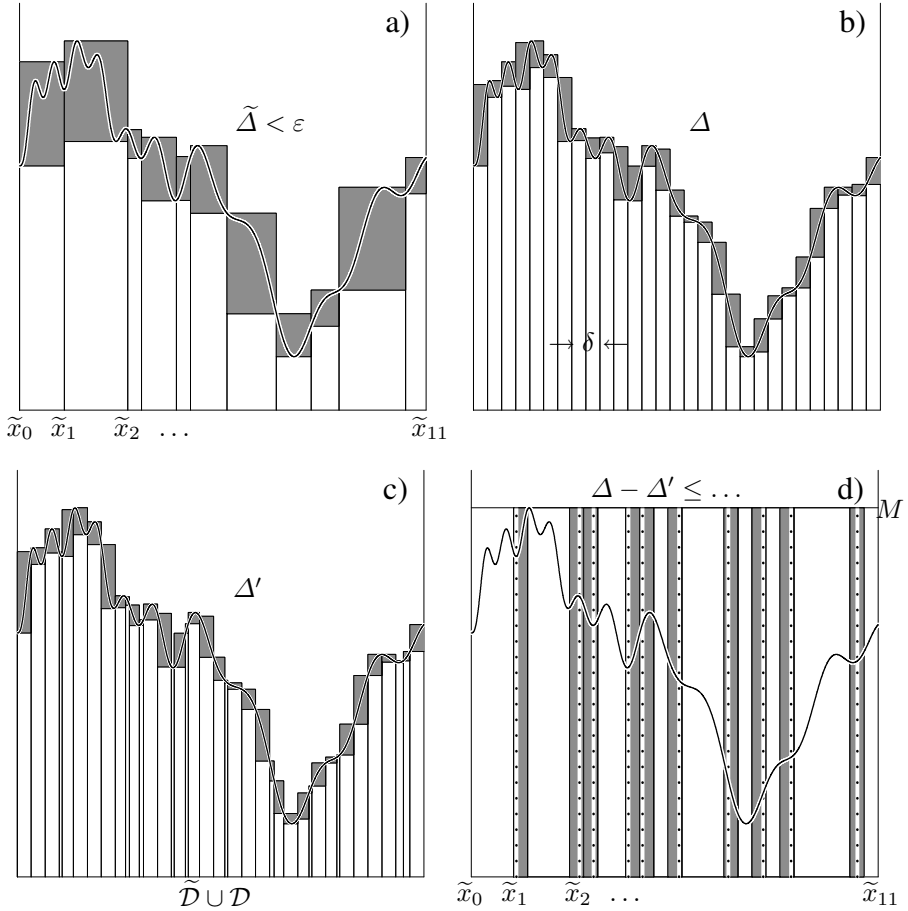 a)
Δ̃ < ε
x̃₀ x̃₁ x̃₂ … x̃₁₁
b)
Δ
→ δ ←
c)
Δ′
D̃ ∪ D
Δ − Δ′ ≤ …
d)
M
x̃₀ x̃₁ x̃₂ … x̃₁₁